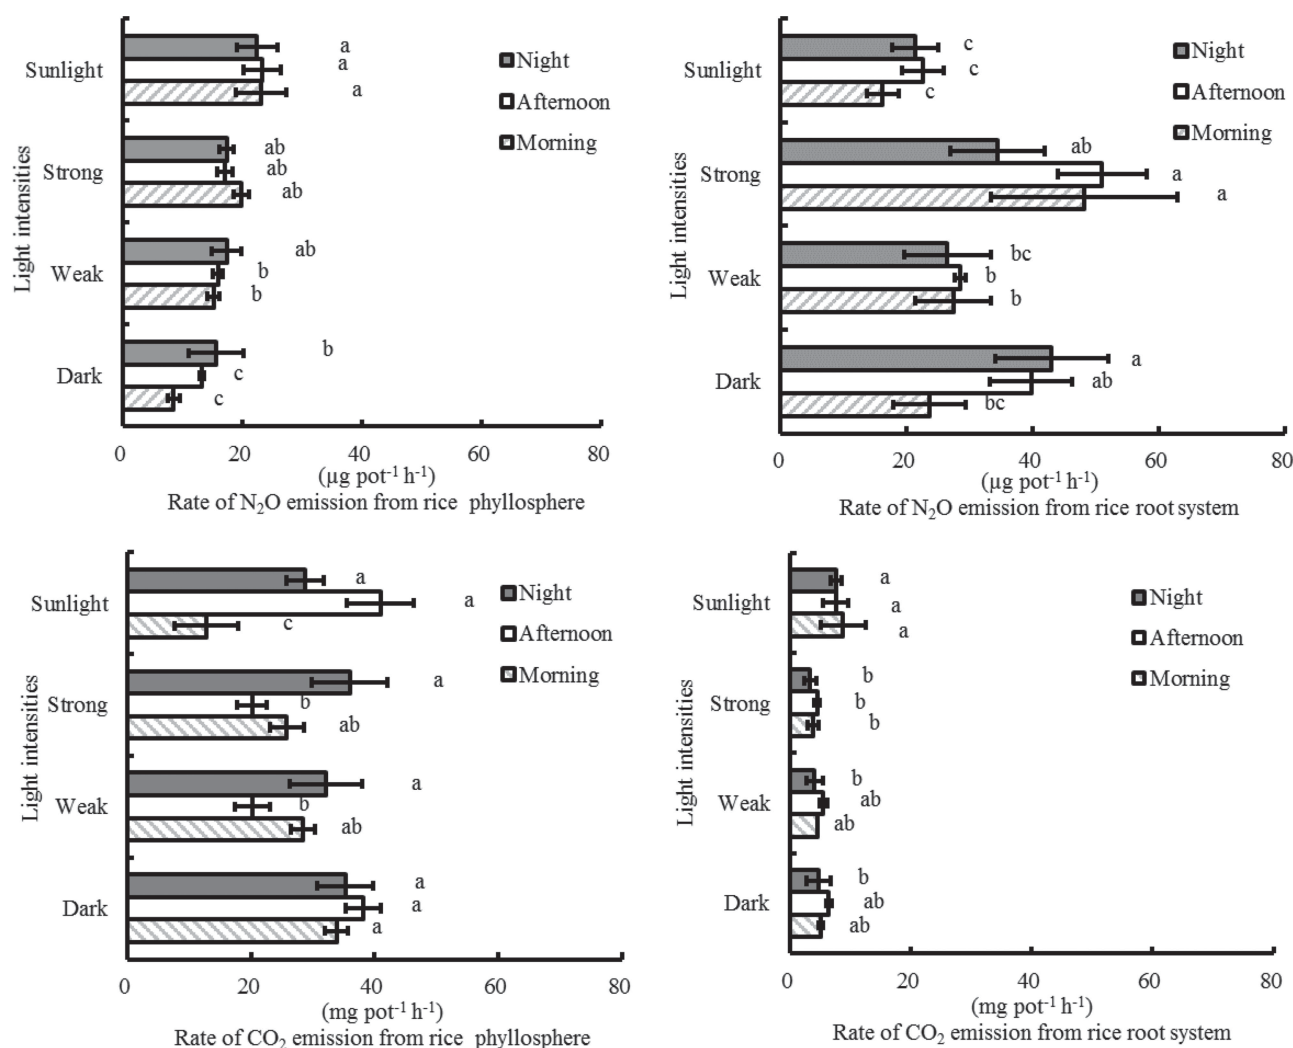 Light intensities
Sunlight
a
a
a
Strong
ab
ab
ab
Weak
ab
b
b
Dark
b
c
c
Night
Afternoon
Morning
0 20 40 60 80
(µg pot⁻¹ h⁻¹)
Rate of N₂O emission from rice phyllosphere
Light intensities
Sunlight
c
c
c
Strong
ab
a
a
Weak
bc
b
b
Dark
a
ab
bc
Night
Afternoon
Morning
0 20 40 60 80
(µg pot⁻¹ h⁻¹)
Rate of N₂O emission from rice root system
Light intensities
Sunlight
a
a
c
Strong
a
b
ab
Weak
a
b
ab
Dark
a
a
a
Night
Afternoon
Morning
0 20 40 60 80
(mg pot⁻¹ h⁻¹)
Rate of CO₂ emission from rice phyllosphere
Light intensities
Sunlight
a
a
a
Strong
b
b
b
Weak
b
ab
ab
Dark
b
ab
ab
Night
Afternoon
Morning
0 20 40 60 80
(mg pot⁻¹ h⁻¹)
Rate of CO₂ emission from rice root system